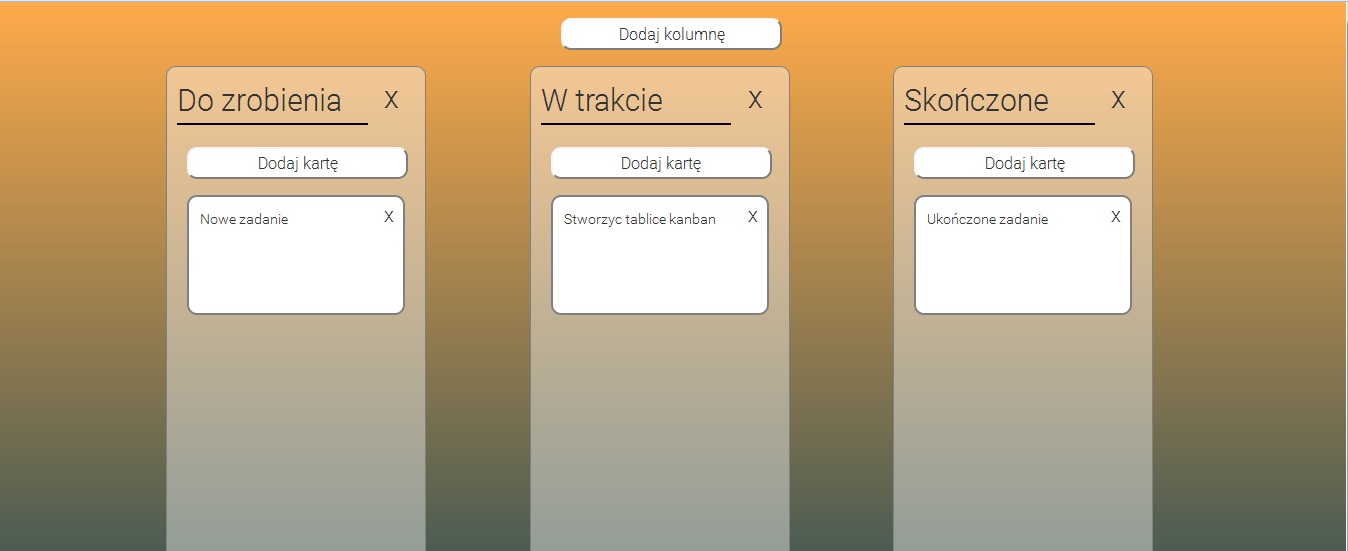 Dodaj kolumnę
Do zrobienia X
Dodaj kartę
Nowe zadanie X
W trakcie X
Dodaj kartę
Stworzyc tablice kanban X
Skończone X
Dodaj kartę
Ukończone zadanie X